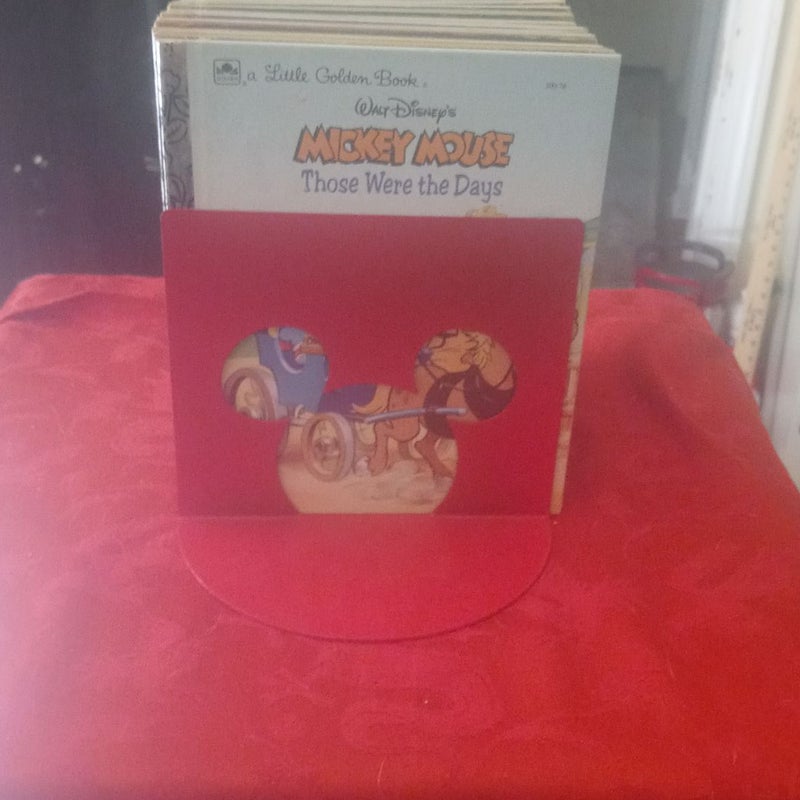 a Little Golden Book®
WALT DISNEY'S
MICKEY MOUSE
Those Were the Days